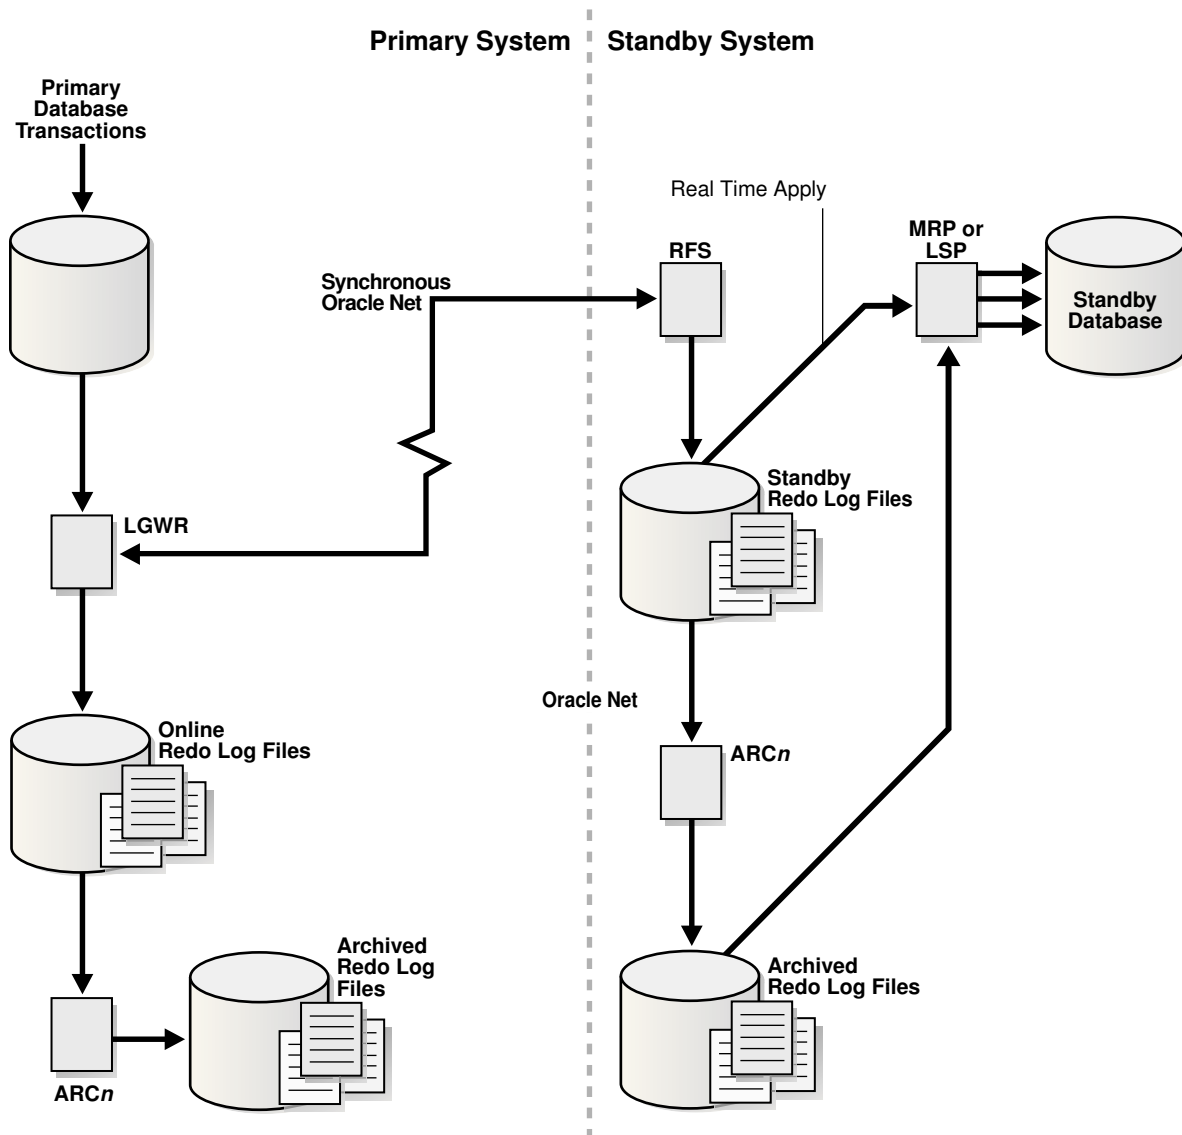 Primary System
Standby System
Primary
Database
Transactions
Real Time Apply
MRP or
LSP
RFS
Synchronous
Oracle Net
Standby
Database
Standby
Redo Log Files
LGWR
Oracle Net
Online
Redo Log Files
ARCn
Archived
Redo Log
Files
Archived
Redo Log Files
ARCn